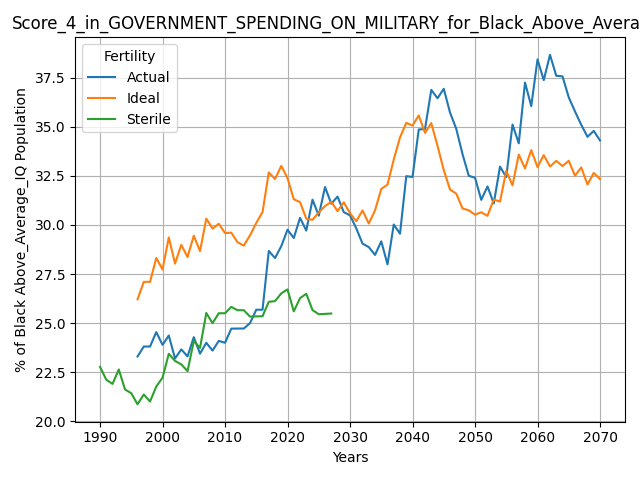 Score_4_in_GOVERNMENT_SPENDING_ON_MILITARY_for_Black_Above_Avera
Fertility
Actual
Ideal
Sterile
% of Black Above_Average_IQ Population
37.5
35.0
32.5
30.0
27.5
25.0
22.5
20.0
1990 2000 2010 2020 2030 2040 2050 2060 2070
Years